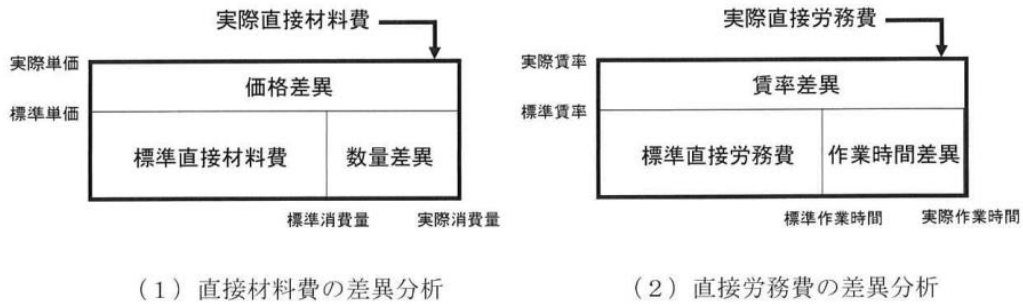 実際直接材料費
実際単価
価格差異
標準単価
標準直接材料費
数量差異
標準消費量
実際消費量
(1) 直接材料費の差異分析
実際直接労務費
実際賃率
賃率差異
標準賃率
標準直接労務費
作業時間差異
標準作業時間
実際作業時間
(2) 直接労務費の差異分析